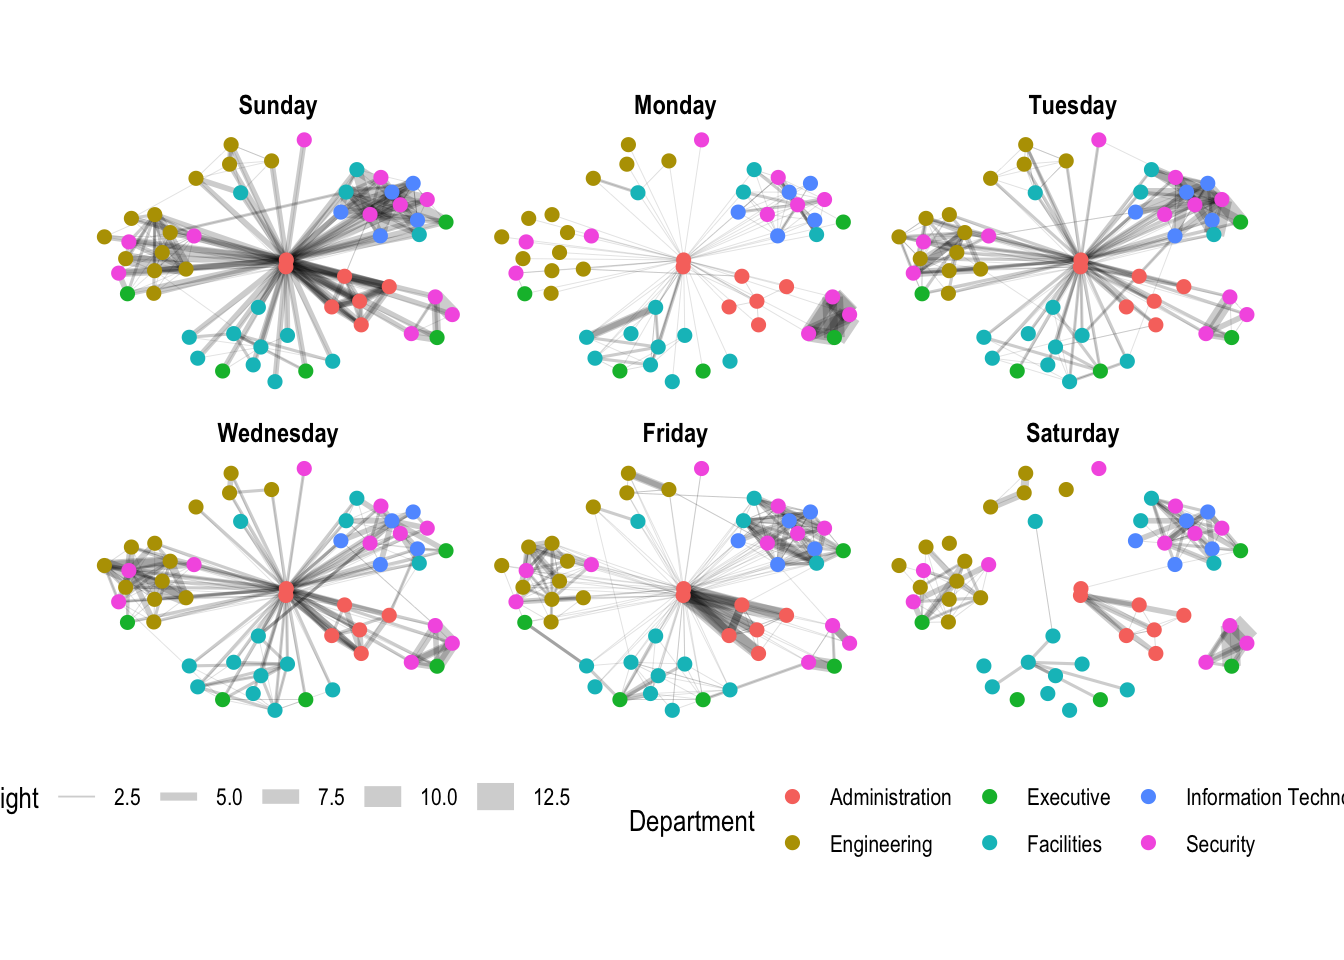 Sunday
Monday
Tuesday
Wednesday
Friday
Saturday
ight 2.5 5.0 7.5 10.0 12.5
Department
Administration Executive Information Techno
Engineering Facilities Security